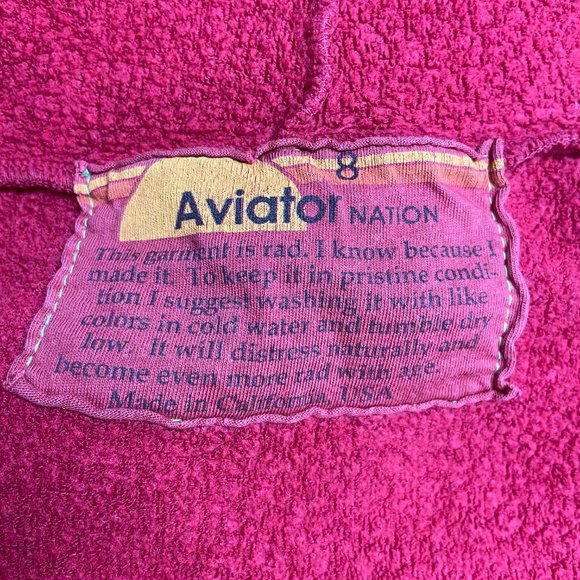 8
Aviator NATION
This garment is rad. I know because I
made it. To keep it in pristine condi-
tion I suggest washing it with like
colors in cold water and tumble dry
low. It will distress naturally and
become even more rad with age.
Made in California, USA